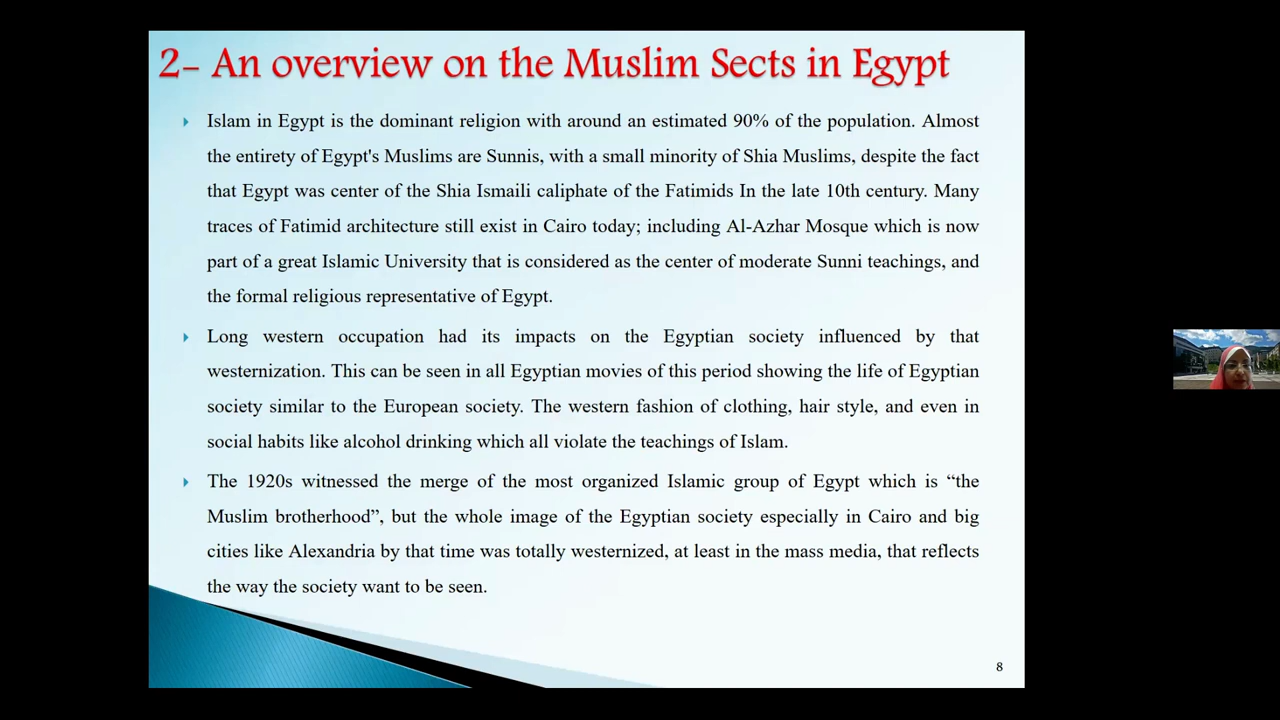 2- An overview on the Muslim Sects in Egypt
Islam in Egypt is the dominant religion with around an estimated 90% of the population. Almost
the entirety of Egypt's Muslims are Sunnis, with a small minority of Shia Muslims, despite the fact
that Egypt was center of the Shia Ismaili caliphate of the Fatimids In the late 10th century. Many
traces of Fatimid architecture still exist in Cairo today; including Al-Azhar Mosque which is now
part of a great Islamic University that is considered as the center of moderate Sunni teachings, and
the formal religious representative of Egypt.
Long western occupation had its impacts on the Egyptian society influenced by that
westernization. This can be seen in all Egyptian movies of this period showing the life of Egyptian
society similar to the European society. The western fashion of clothing, hair style, and even in
social habits like alcohol drinking which all violate the teachings of Islam.
The 1920s witnessed the merge of the most organized Islamic group of Egypt which is “the
Muslim brotherhood”, but the whole image of the Egyptian society especially in Cairo and big
cities like Alexandria by that time was totally westernized, at least in the mass media, that reflects
the way the society want to be seen.
8